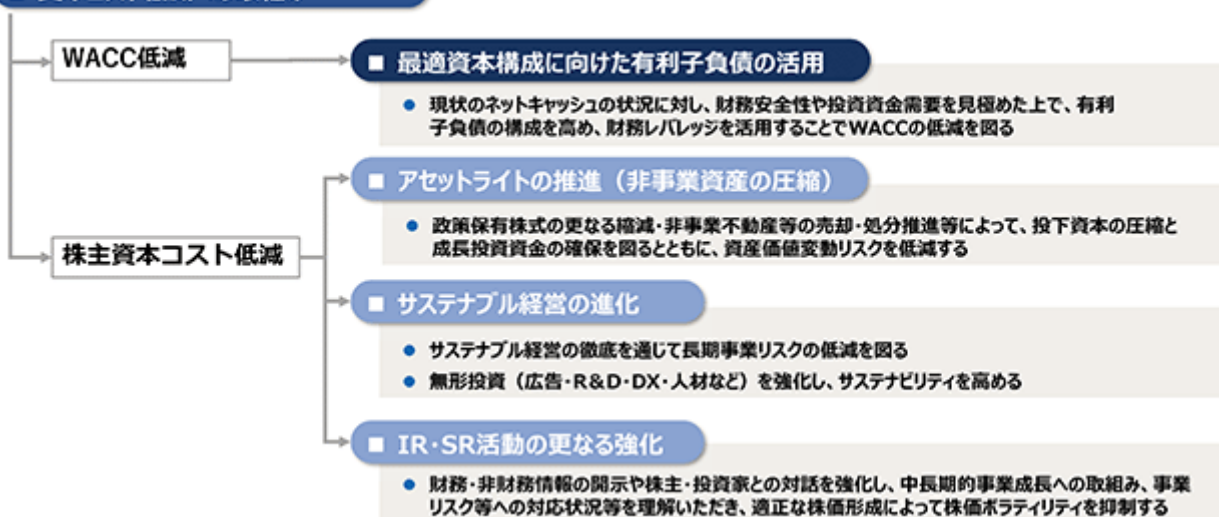 WACC低減
■ 最適資本構成に向けた有利子負債の活用
● 現状のネットキャッシュの状況に対し、財務安全性や投資資金需要を見極めた上で、有利
子負債の構成を高め、財務レバレッジを活用することでWACCの低減を図る
■ アセットライトの推進（非事業資産の圧縮）
● 政策保有株式の更なる縮減・非事業不動産等の売却・処分推進等によって、投下資本の圧縮と
成長投資資金の確保を図るとともに、資産価値変動リスクを低減する
株主資本コスト低減
■ サステナブル経営の進化
● サステナブル経営の徹底を通じて長期事業リスクの低減を図る
● 無形投資（広告・R&D・DX・人材など）を強化し、サステナビリティを高める
■ IR・SR活動の更なる強化
● 財務・非財務情報の開示や株主・投資家との対話を強化し、中長期的事業成長への取組み、事業
リスク等への対応状況等を理解いただき、適正な株価形成によって株価ボラティリティを抑制する